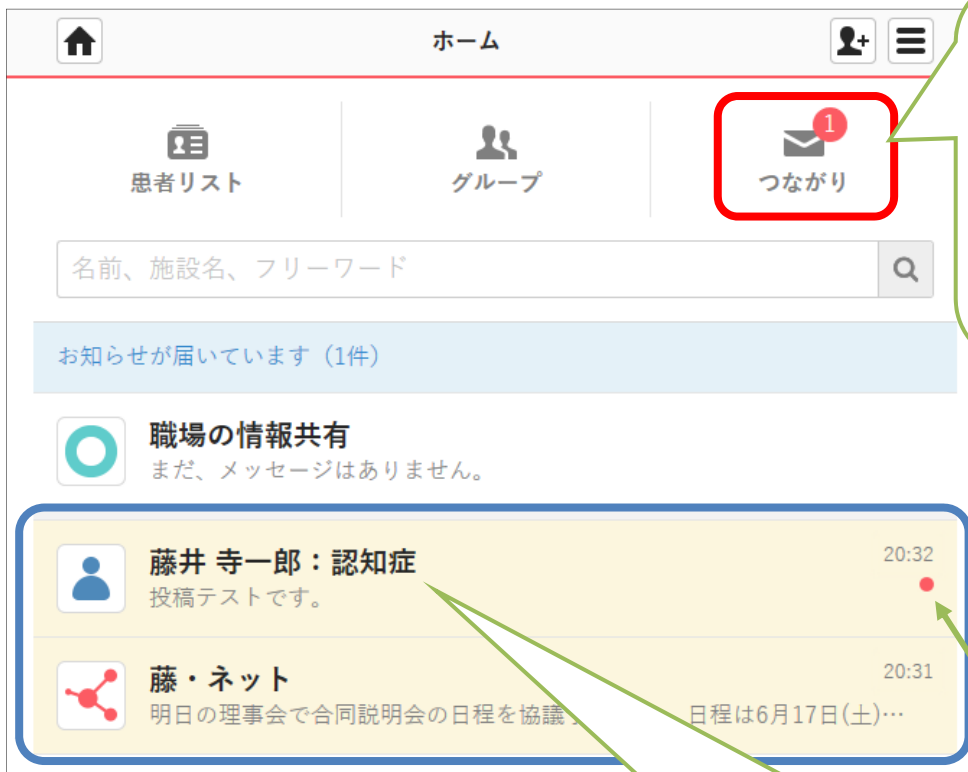 ホーム
1
患者リスト
グループ
つながり
名前、施設名、フリーワード
お知らせが届いています（1件）
職場の情報共有
まだ、メッセージはありません。
藤井 寺一郎：認知症
20:32
投稿テストです。
藤・ネット
20:31
明日の理事会で合同説明会の日程を協議 日程は6月17日(土)…